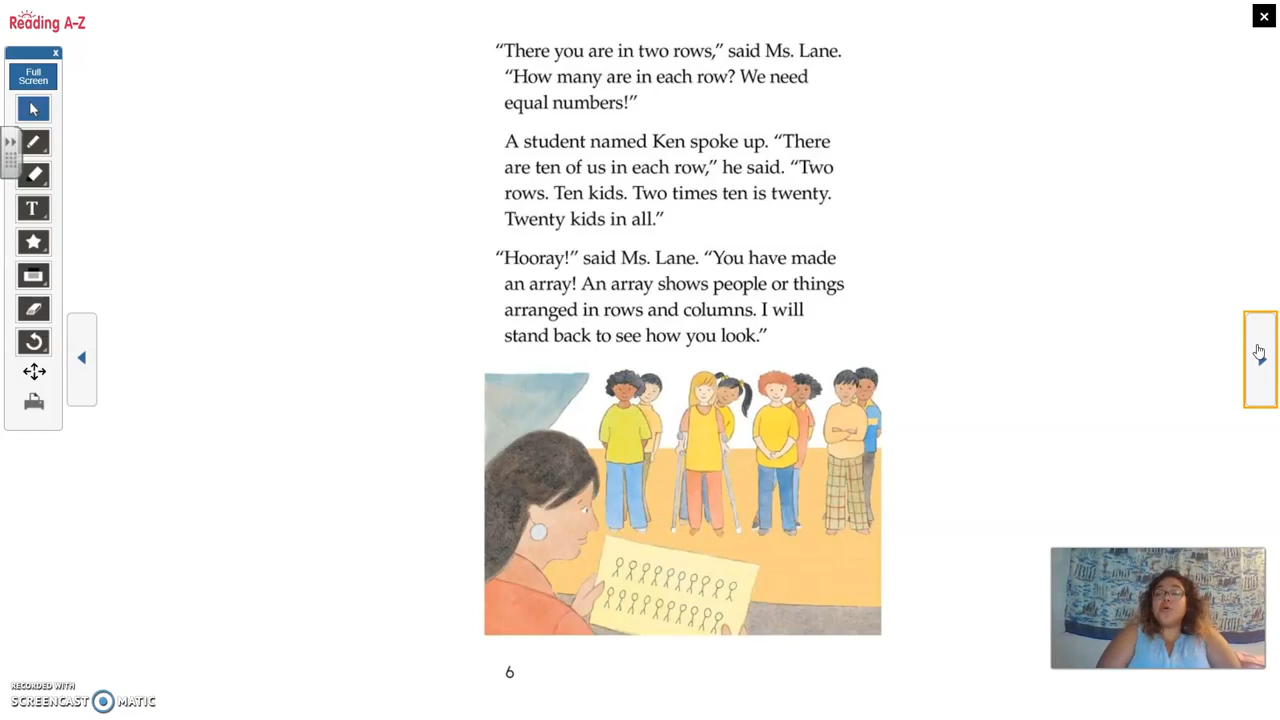 Reading A-Z
x
Full
Screen
T
“There you are in two rows,” said Ms. Lane.
“How many are in each row? We need
equal numbers!”
A student named Ken spoke up. “There
are ten of us in each row,” he said. “Two
rows. Ten kids. Two times ten is twenty.
Twenty kids in all.”
“Hooray!” said Ms. Lane. “You have made
an array! An array shows people or things
arranged in rows and columns. I will
stand back to see how you look.”
6
RECORDED WITH
SCREENCAST MATIC